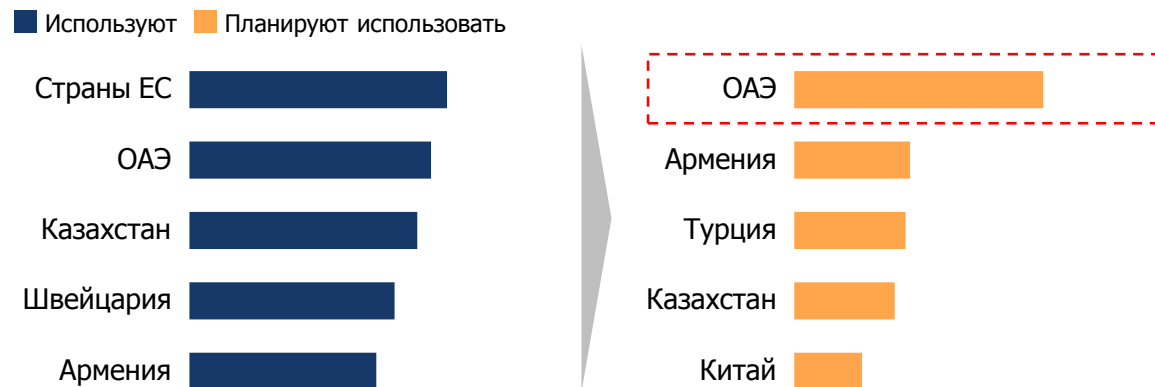 Используют Планируют использовать
Страны ЕС
ОАЭ
Казахстан
Швейцария
Армения
ОАЭ
Армения
Турция
Казахстан
Китай